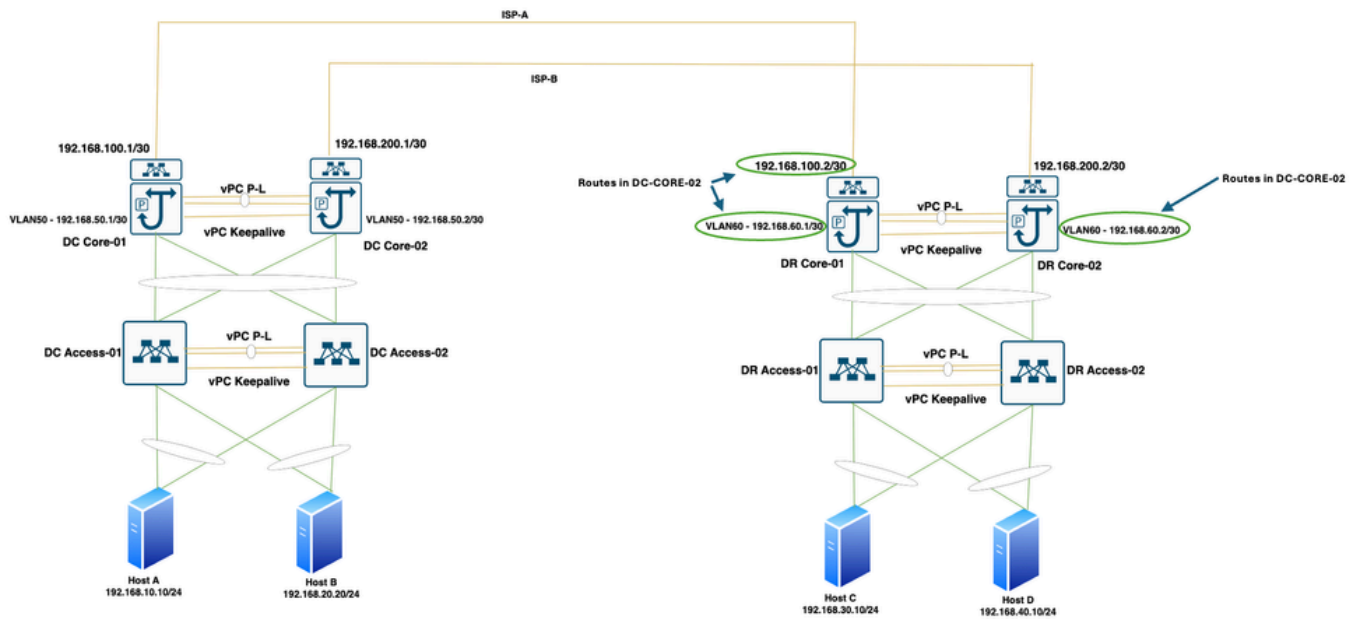 ISP-A
ISP-B
192.168.100.1/30
192.168.200.1/30
192.168.100.2/30
192.168.200.2/30
Routes in DC-CORE-02
Routes in DC-CORE-02
vPC P-L
P
P
VLAN50 - 192.168.50.1/30
VLAN50 - 192.168.50.2/30
vPC Keepalive
DC Core-01
DC Core-02
vPC P-L
P
P
VLAN60 - 192.168.60.1/30
VLAN60 - 192.168.60.2/30
vPC Keepalive
DR Core-01
DR Core-02
vPC P-L
DC Access-01
DC Access-02
vPC Keepalive
vPC P-L
DR Access-01
DR Access-02
vPC Keepalive
Host A
192.168.10.10/24
Host B
192.168.20.20/24
Host C
192.168.30.10/24
Host D
192.168.40.10/24